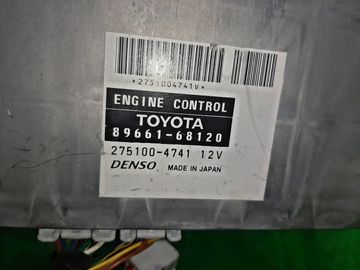 *2751004741V*
ENGINE CONTROL
TOYOTA
89661-68120
275100-4741 12V
DENSO MADE IN JAPAN